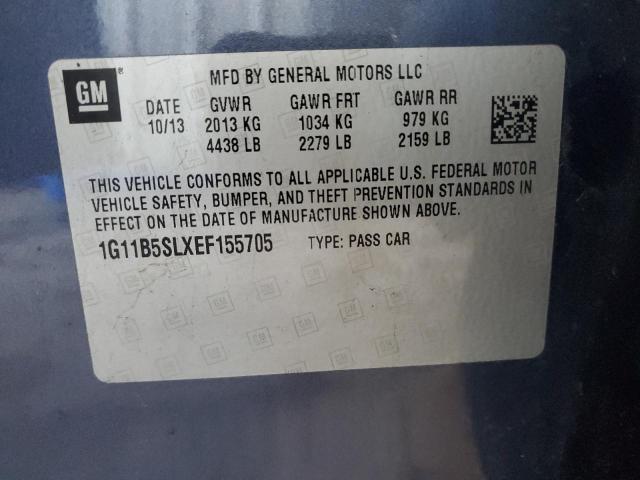 GM
MFD BY GENERAL MOTORS LLC
DATE GVWR GAWR FRT GAWR RR
10/13 2013 KG 1034 KG 979 KG
4438 LB 2279 LB 2159 LB
THIS VEHICLE CONFORMS TO ALL APPLICABLE U.S. FEDERAL MOTOR
VEHICLE SAFETY, BUMPER, AND THEFT PREVENTION STANDARDS IN
EFFECT ON THE DATE OF MANUFACTURE SHOWN ABOVE.
1G11B5SLXEF155705 TYPE: PASS CAR